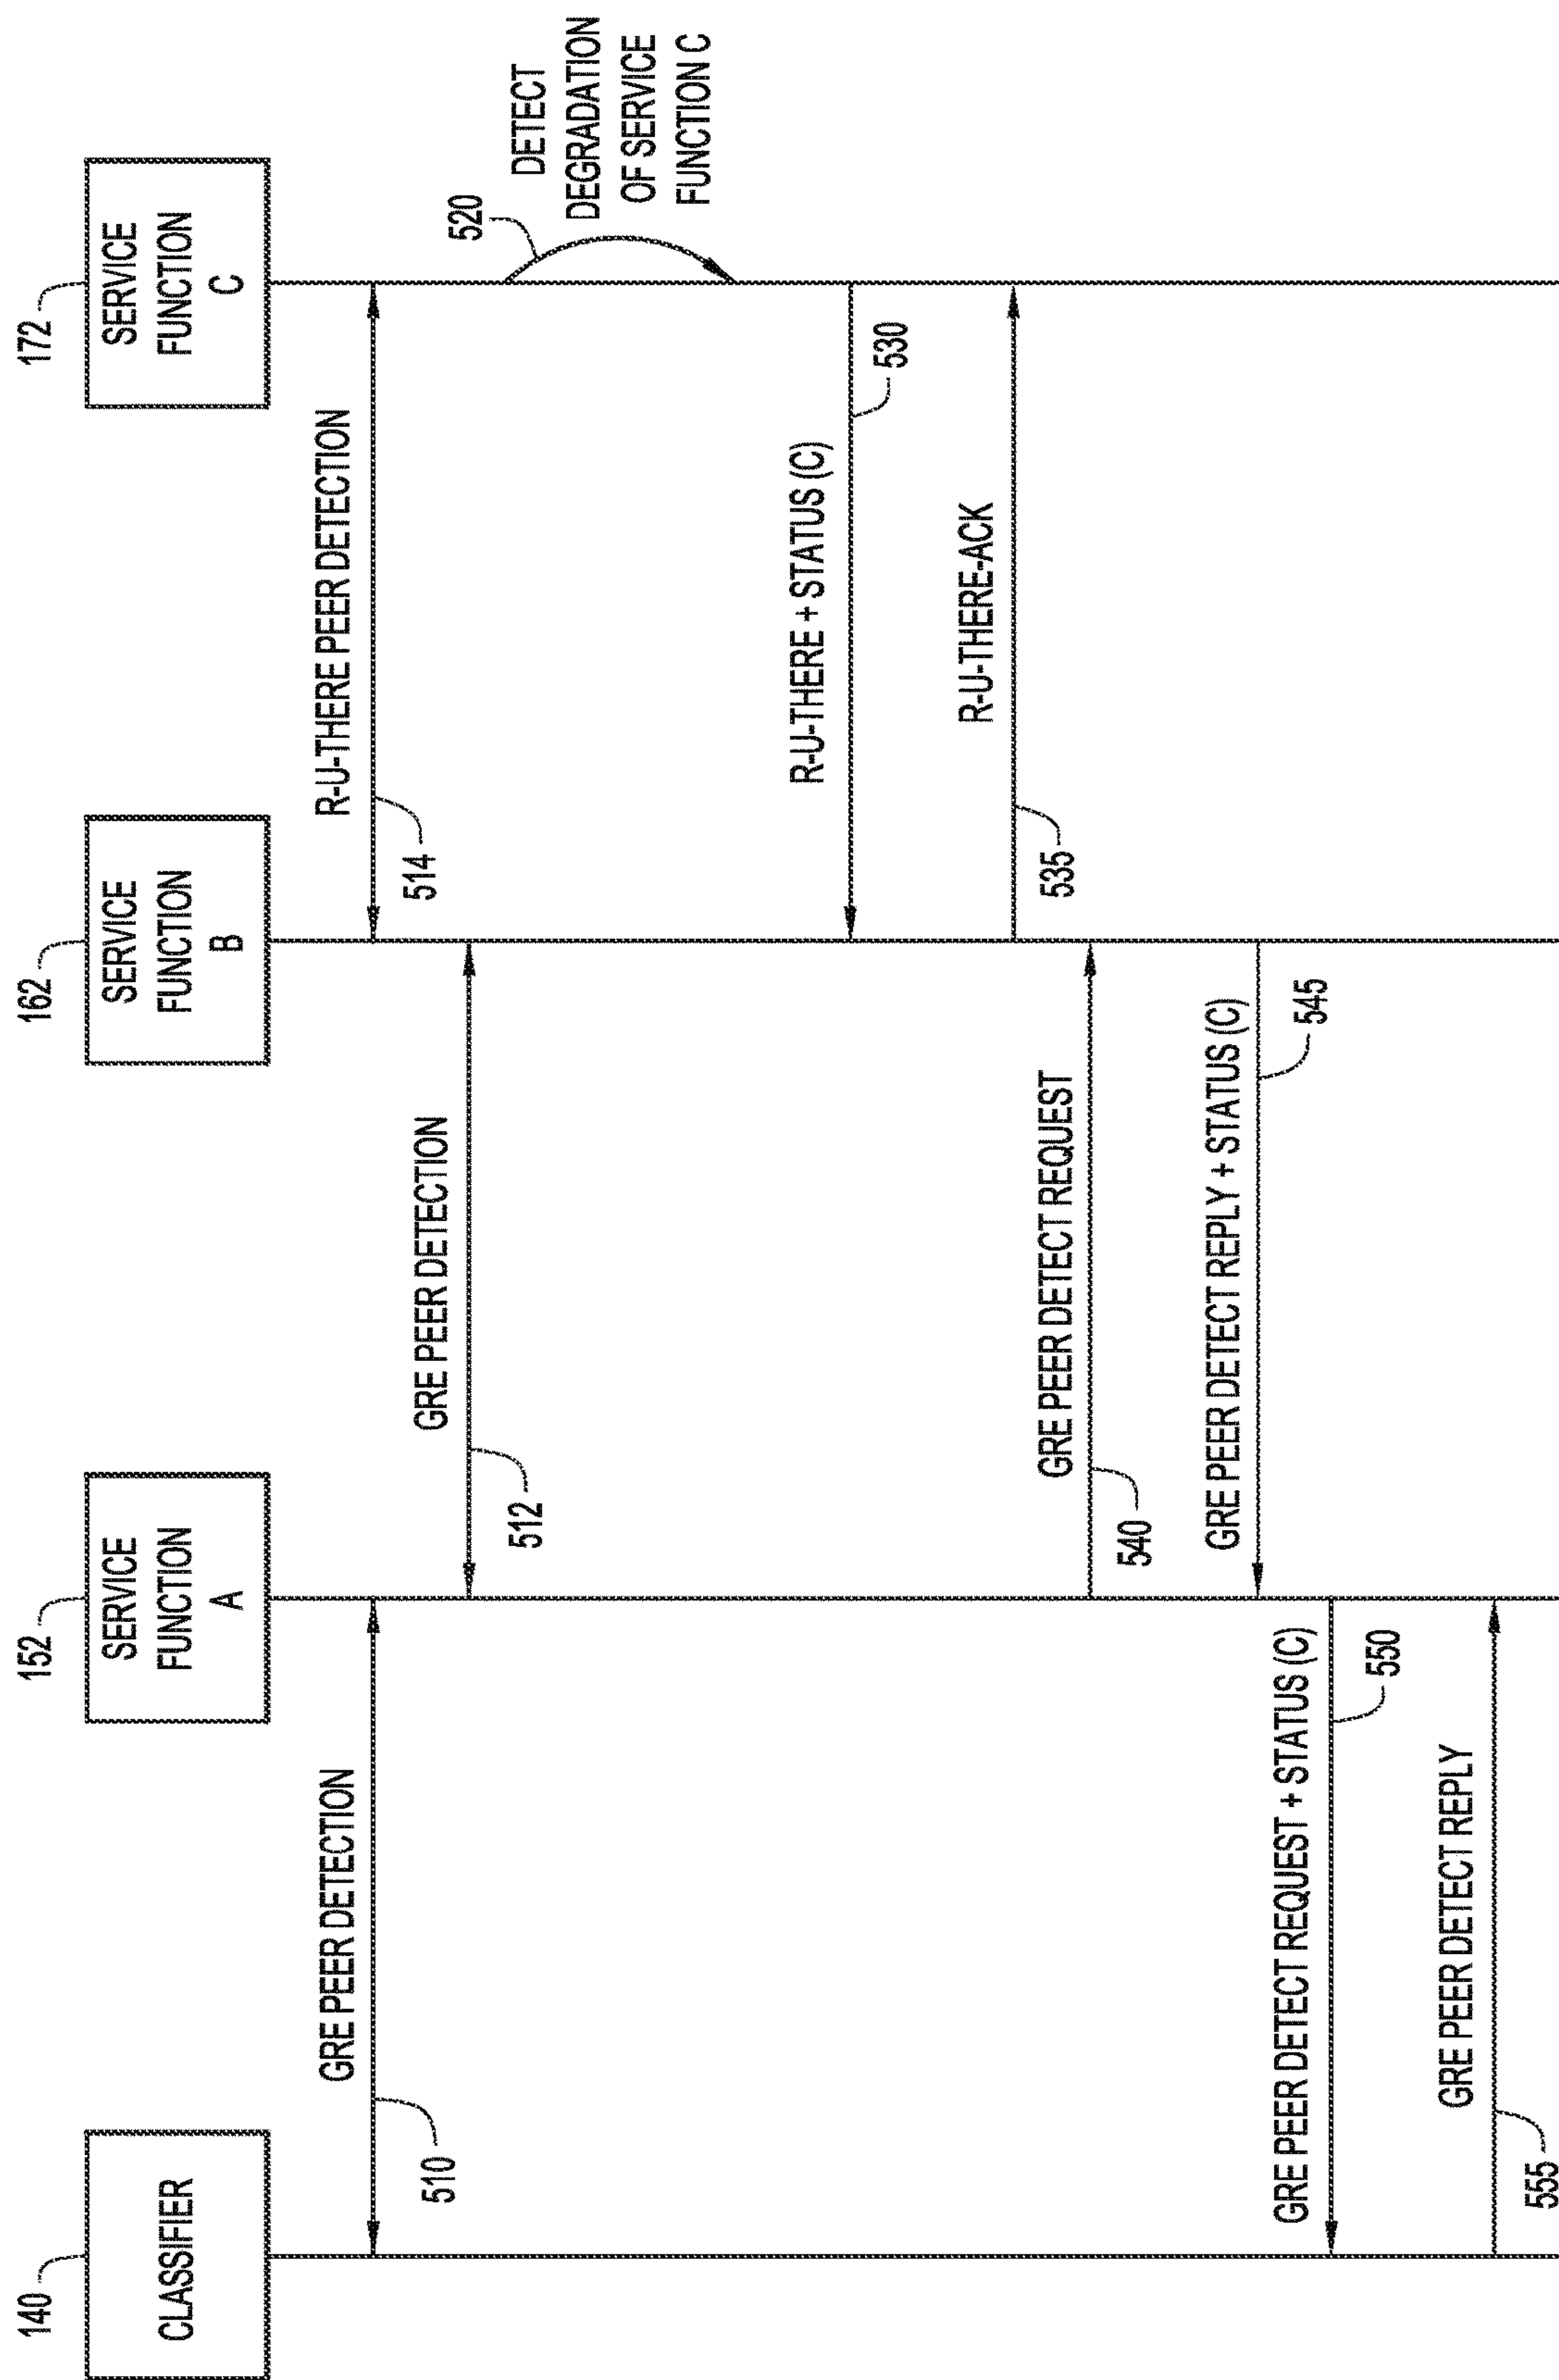 140
CLASSIFIER
152
SERVICE
FUNCTION
A
162
SERVICE
FUNCTION
B
172
SERVICE
FUNCTION
C
GRE PEER DETECTION
510
GRE PEER DETECTION
512
R-U-THERE PEER DETECTION
514
520
DETECT
DEGRADATION
OF SERVICE
FUNCTION C
R-U-THERE + STATUS (C)
530
R-U-THERE-ACK
535
GRE PEER DETECT REQUEST
540
GRE PEER DETECT REPLY + STATUS (C)
545
GRE PEER DETECT REQUEST + STATUS (C)
550
GRE PEER DETECT REPLY
555